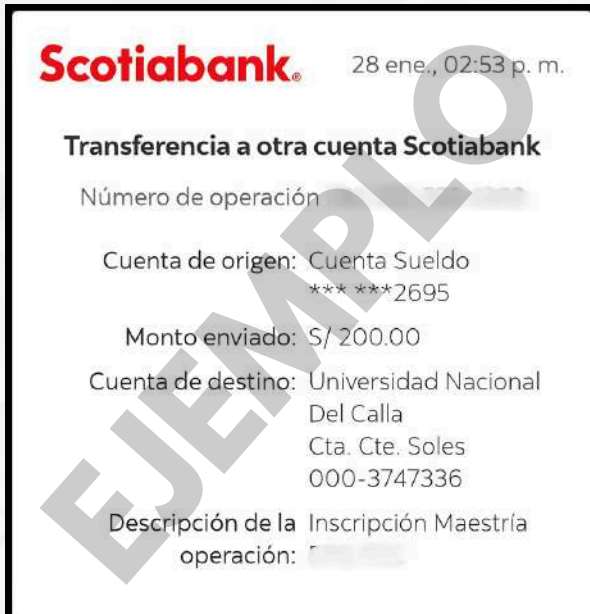 Scotiabank®
28 ene., 02:53 p. m.
Transferencia a otra cuenta Scotiabank
Número de operación
Cuenta de origen: Cuenta Sueldo
*** ***2695
Monto enviado: S/ 200.00
Cuenta de destino: Universidad Nacional
Del Calla
Cta. Cte. Soles
000-3747336
Descripción de la Inscripción Maestría
operación:
EJEMPLO